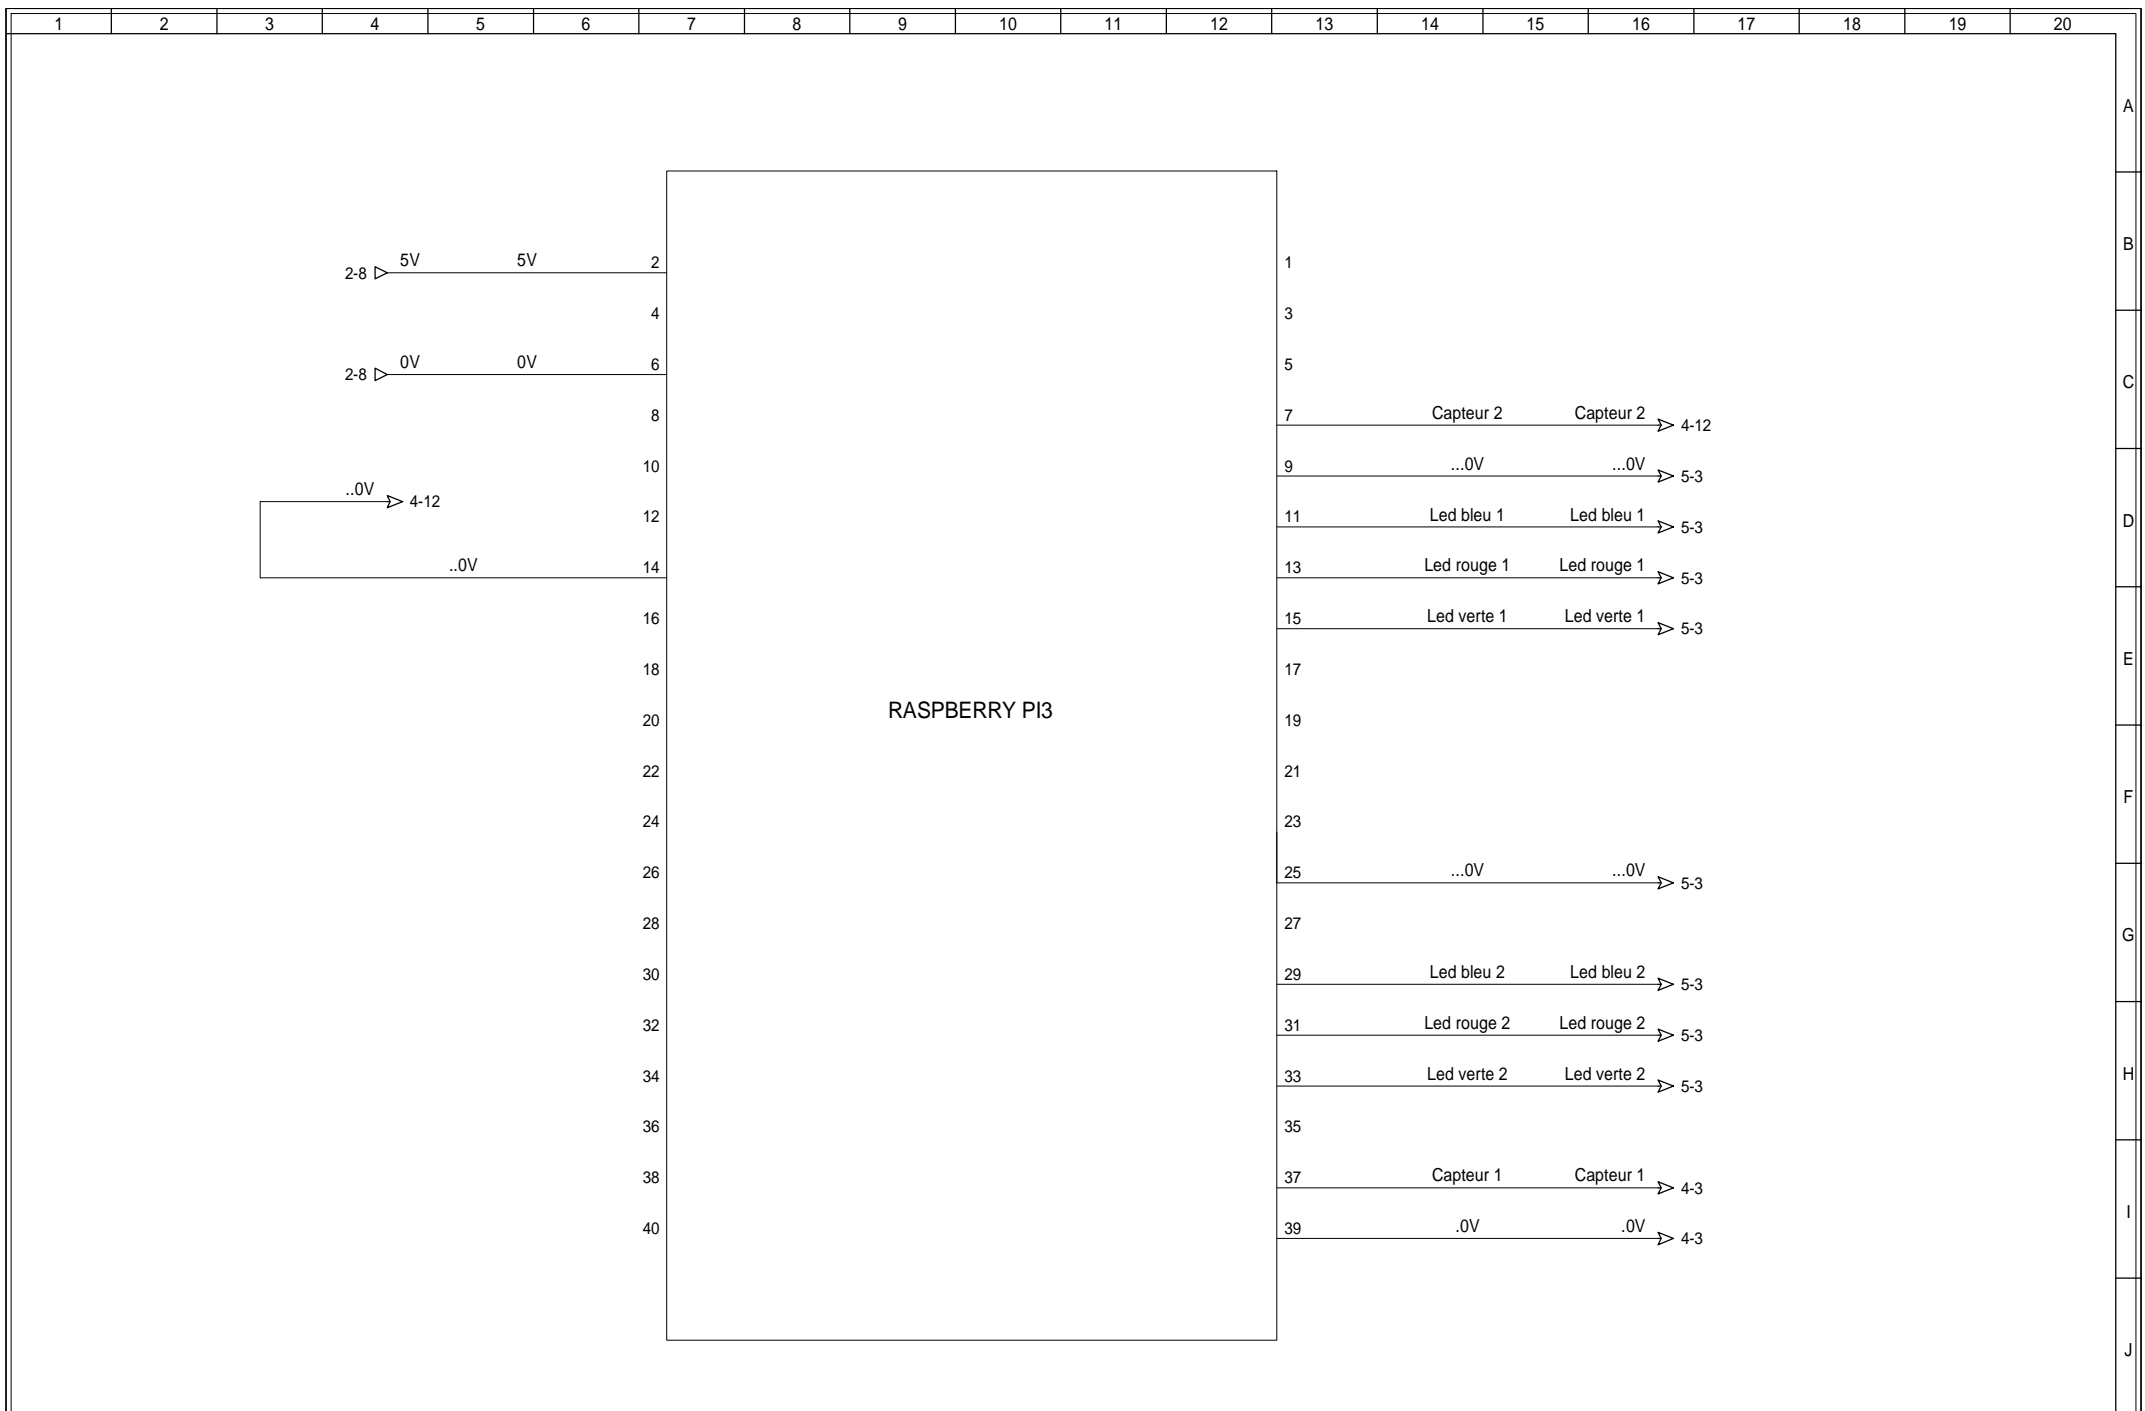 1 2 3 4 5 6 7 8 9 10 11 12 13 14 15 16 17 18 19 20
A
B
5V 5V 2 1
2-8
4 3
0V 0V 6 5
2-8
C
8 7 Capteur 2 Capteur 2
4-12
10 9 ...0V ...0V
5-3
..0V
4-12
12 11 Led bleu 1 Led bleu 1
5-3
D
..0V 14 13 Led rouge 1 Led rouge 1
5-3
16 15 Led verte 1 Led verte 1
5-3
E
18 17
RASPBERRY PI3
20 19
22 21
F
24 23
26 25 ...0V ...0V
5-3
28 27
G
30 29 Led bleu 2 Led bleu 2
5-3
32 31 Led rouge 2 Led rouge 2
5-3
34 33 Led verte 2 Led verte 2
5-3
H
36 35
38 37 Capteur 1 Capteur 1
4-3
I
40 39 .0V .0V
4-3
J